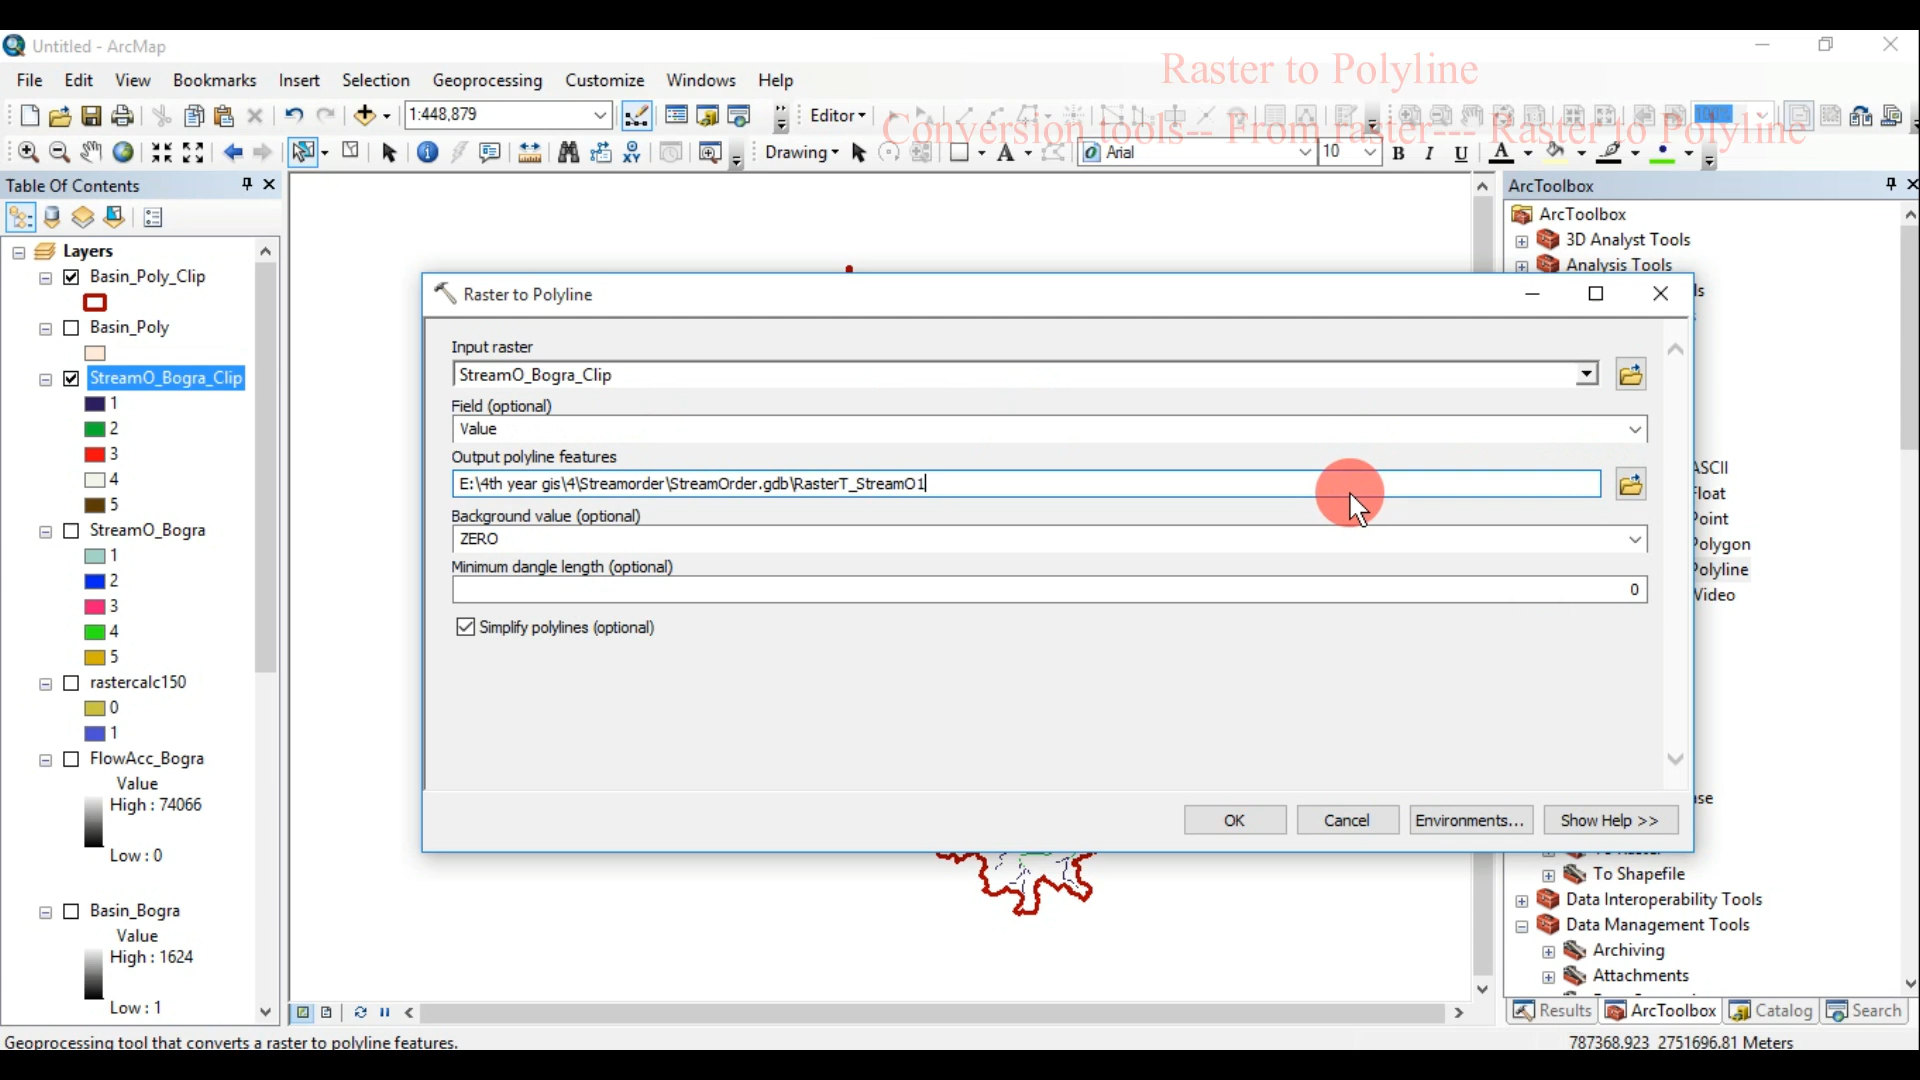 Untitled - ArcMap
Raster to Polyline
File Edit View Bookmarks Insert Selection Geoprocessing Customize Windows Help
1:448,879
Editor
100%
Conversion tools-- From raster--- Raster to Polyline
Drawing
Arial
10
B I U A
Table Of Contents
ArcToolbox
Layers
Basin_Poly_Clip
Basin_Poly
StreamO_Bogra_Clip
1
2
3
4
5
StreamO_Bogra
1
2
3
4
5
rastercalc150
0
1
FlowAcc_Bogra
Value
High : 74066
Low : 0
Basin_Bogra
Value
High : 1624
Low : 1
Raster to Polyline
Input raster
StreamO_Bogra_Clip
Field (optional)
Value
Output polyline features
E:\4th year gis\4\Streamorder\StreamOrder.gdb\RasterT_StreamO1
Background value (optional)
ZERO
Minimum dangle length (optional)
0
Simplify polylines (optional)
OK
Cancel
Environments...
Show Help >>
ArcToolbox
3D Analyst Tools
Analysis Tools
ls
ASCII
Float
Point
Polygon
Polyline
Video
ase
To Shapefile
Data Interoperability Tools
Data Management Tools
Archiving
Attachments
Results ArcToolbox Catalog Search
Geoprocessing tool that converts a raster to polyline features.
787368.923 2751696.81 Meters